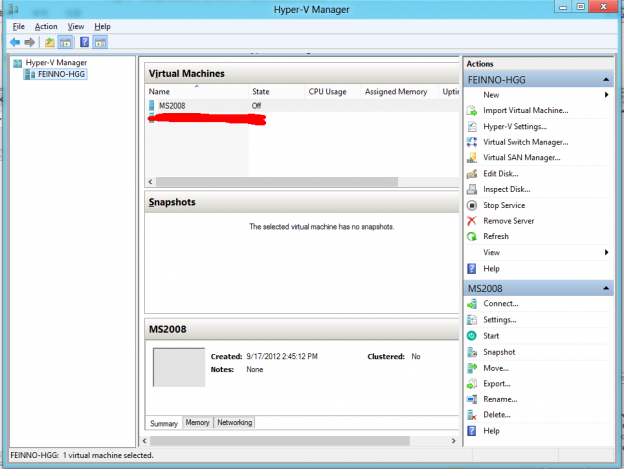 Hyper-V Manager
File Action View Help
Hyper-V Manager
FEINNO-HGG
Virtual Machines
Name State CPU Usage Assigned Memory Uptin
MS2008 Off
Snapshots
The selected virtual machine has no snapshots.
MS2008
Created: 9/17/2012 2:45:12 PM Clustered: No
Notes: None
Summary Memory Networking
Actions
FEINNO-HGG
New
Import Virtual Machine...
Hyper-V Settings...
Virtual Switch Manager...
Virtual SAN Manager...
Edit Disk...
Inspect Disk...
Stop Service
Remove Server
Refresh
View
Help
MS2008
Connect...
Settings...
Start
Snapshot
Move...
Export...
Rename...
Delete...
Help
FEINNO-HGG: 1 virtual machine selected.